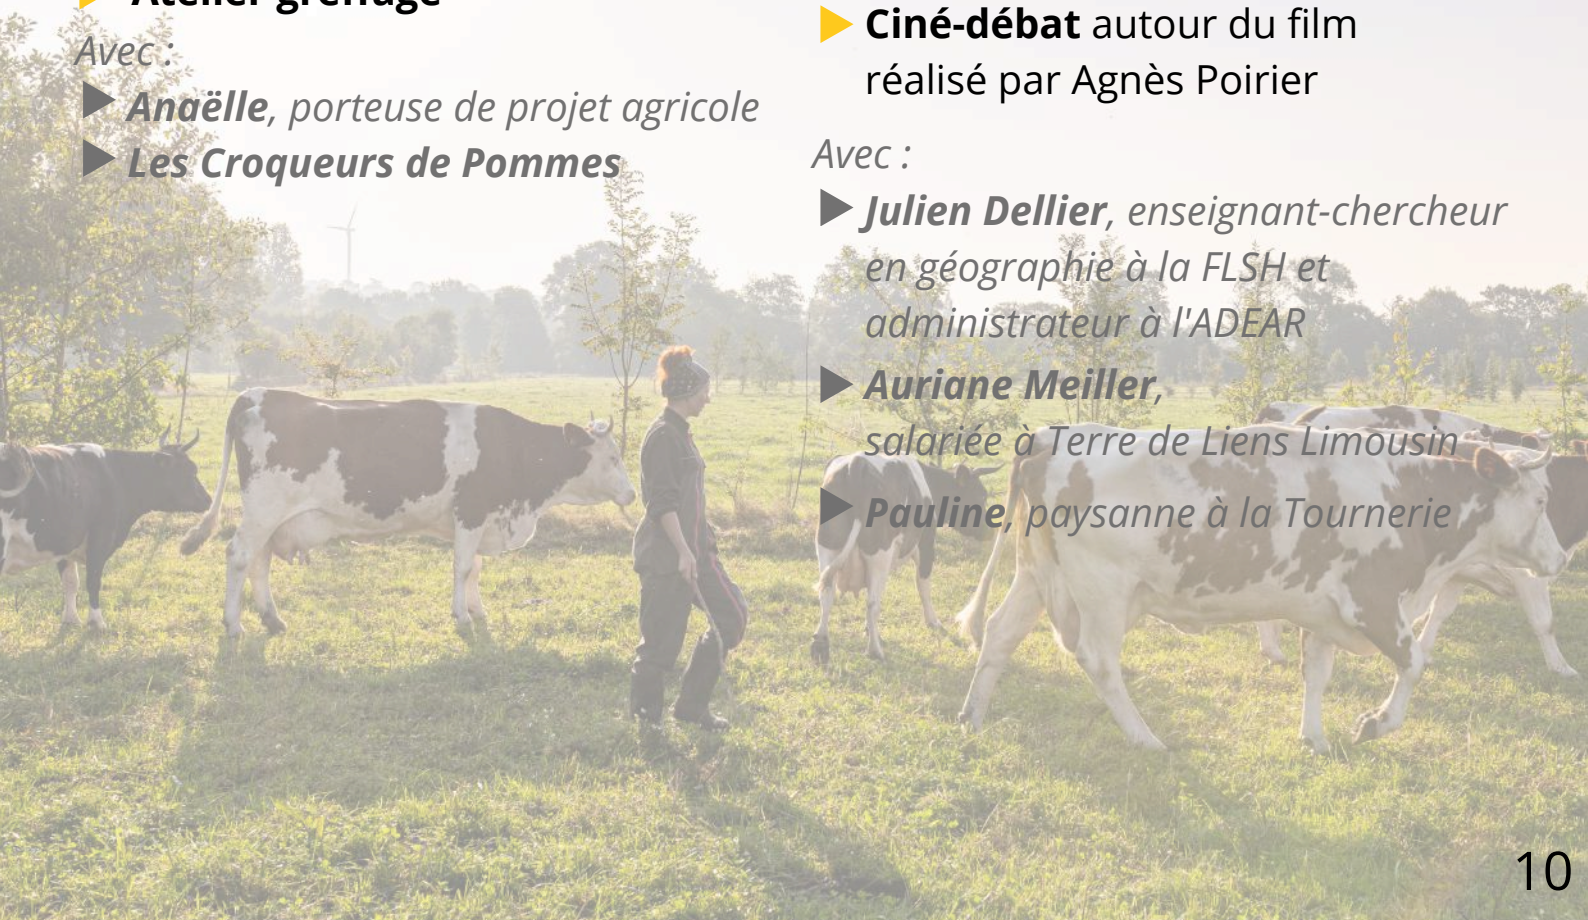 Atelier greffage
Avec :
Anaëlle, porteuse de projet agricole
Les Croqueurs de Pommes
Ciné-débat autour du film
réalisé par Agnès Poirier
Avec :
Julien Dellier, enseignant-chercheur
en géographie à la FLSH et
administrateur à l'ADEAR
Auriane Meiller,
salariée à Terre de Liens Limousin
Pauline, paysanne à la Tournerie
10